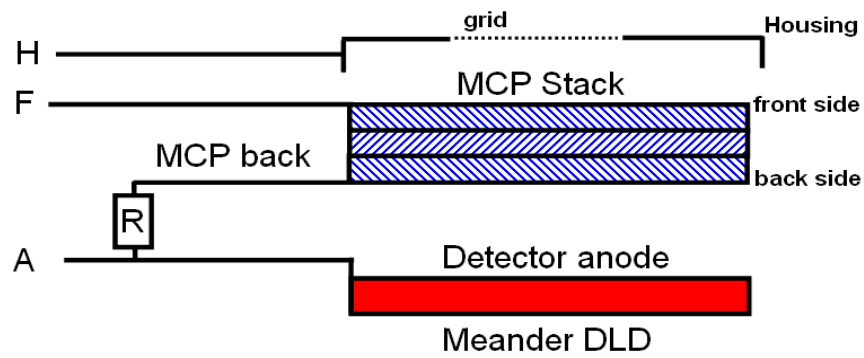 grid
Housing
H
MCP Stack
F
front side
MCP back
back side
R
A
Detector anode
Meander DLD